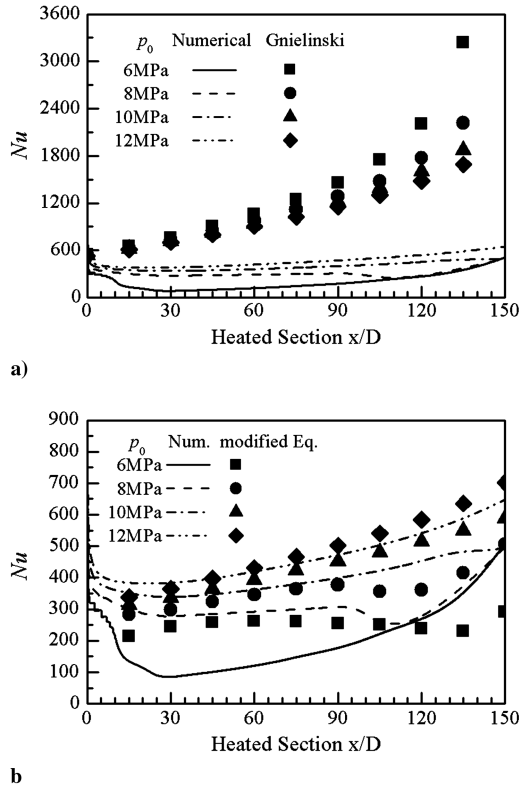 3600
3000
2400
1800
1200
600
0
Nu
p0 Numerical Gnielinski
6MPa
8MPa
10MPa
12MPa
0 30 60 90 120 150
Heated Section x/D
a)
900
800
700
600
500
400
300
200
100
0
Nu
p0 Num. modified Eq.
6MPa
8MPa
10MPa
12MPa
0 30 60 90 120 150
Heated Section x/D
b